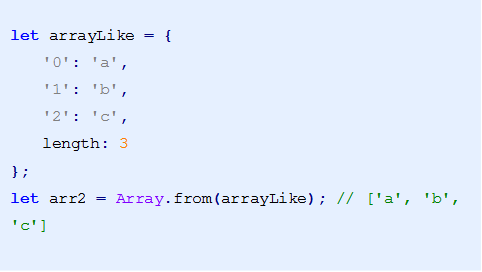 let arrayLike = {
    '0': 'a',
    '1': 'b',
    '2': 'c',
    length: 3
};
let arr2 = Array.from(arrayLike); // ['a', 'b',
'c']